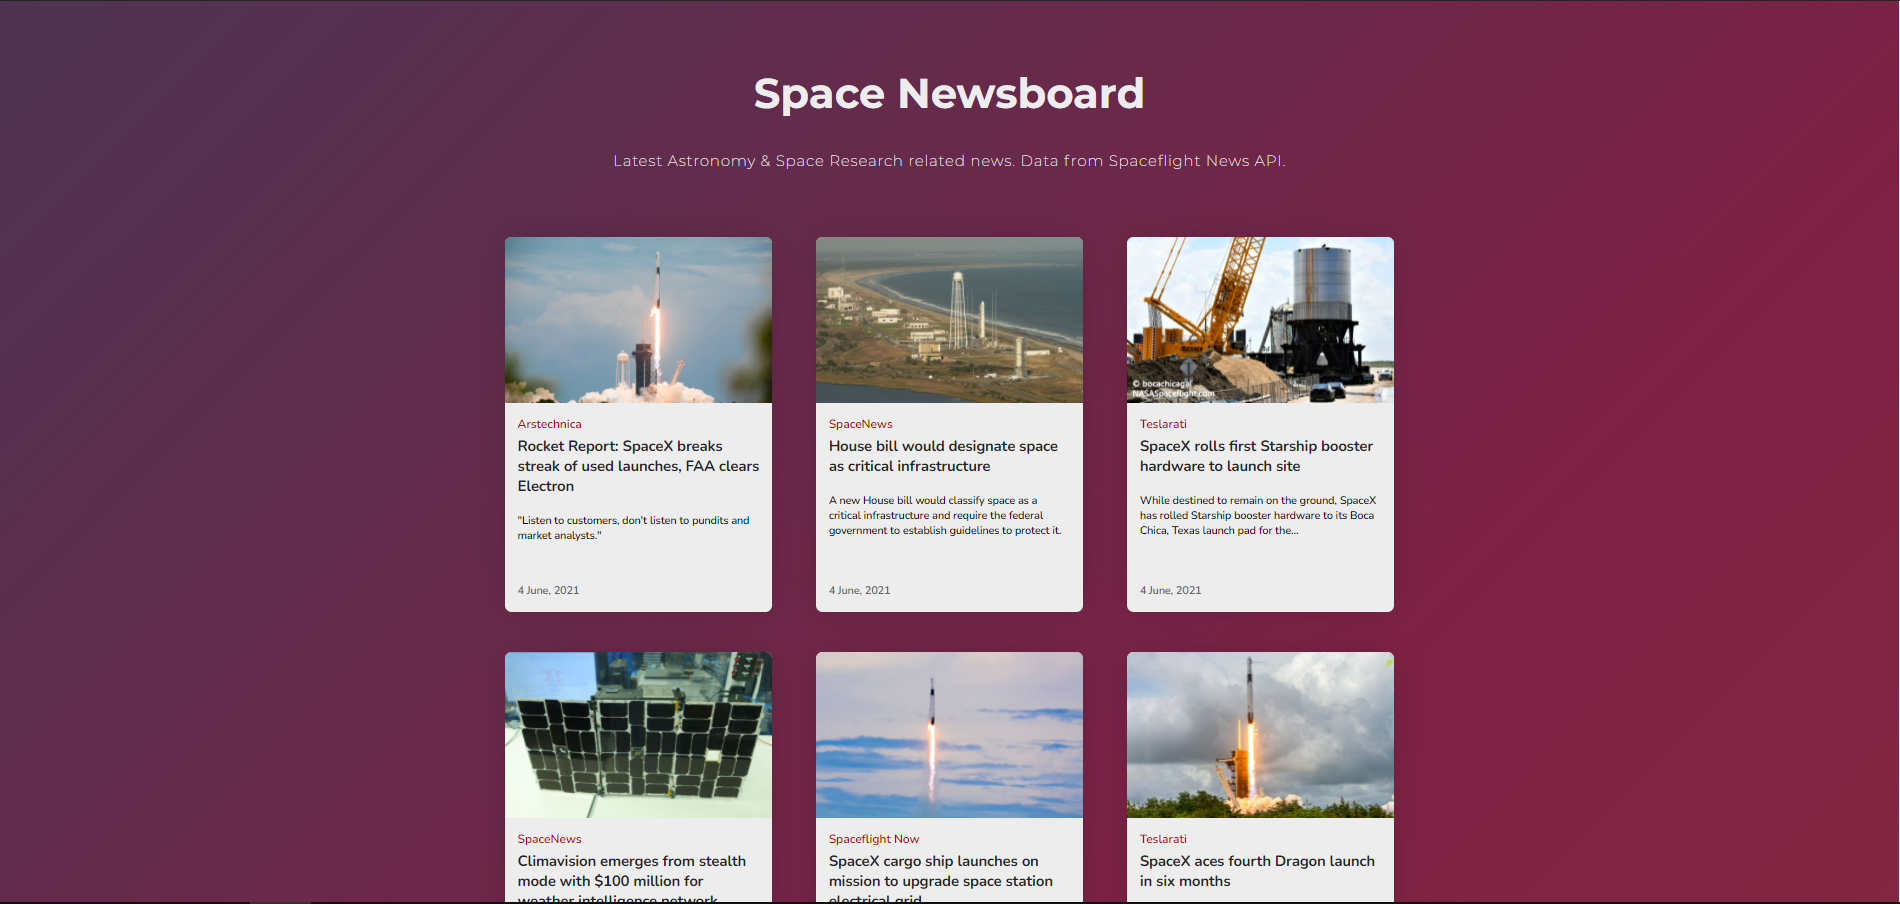 Space Newsboard
Latest Astronomy & Space Research related news. Data from Spaceflight News API.
© bocachicagal
NASASpaceflight.com
Arstechnica
Rocket Report: SpaceX breaks
streak of used launches, FAA clears
Electron
"Listen to customers, don't listen to pundits and
market analysts."
4 June, 2021
SpaceNews
House bill would designate space
as critical infrastructure
A new House bill would classify space as a
critical infrastructure and require the federal
government to establish guidelines to protect it.
4 June, 2021
Teslarati
SpaceX rolls first Starship booster
hardware to launch site
While destined to remain on the ground, SpaceX
has rolled Starship booster hardware to its Boca
Chica, Texas launch pad for the...
4 June, 2021
SpaceNews
Climavision emerges from stealth
mode with $100 million for
weather intelligence network
Spaceflight Now
SpaceX cargo ship launches on
mission to upgrade space station
electrical grid
Teslarati
SpaceX aces fourth Dragon launch
in six months